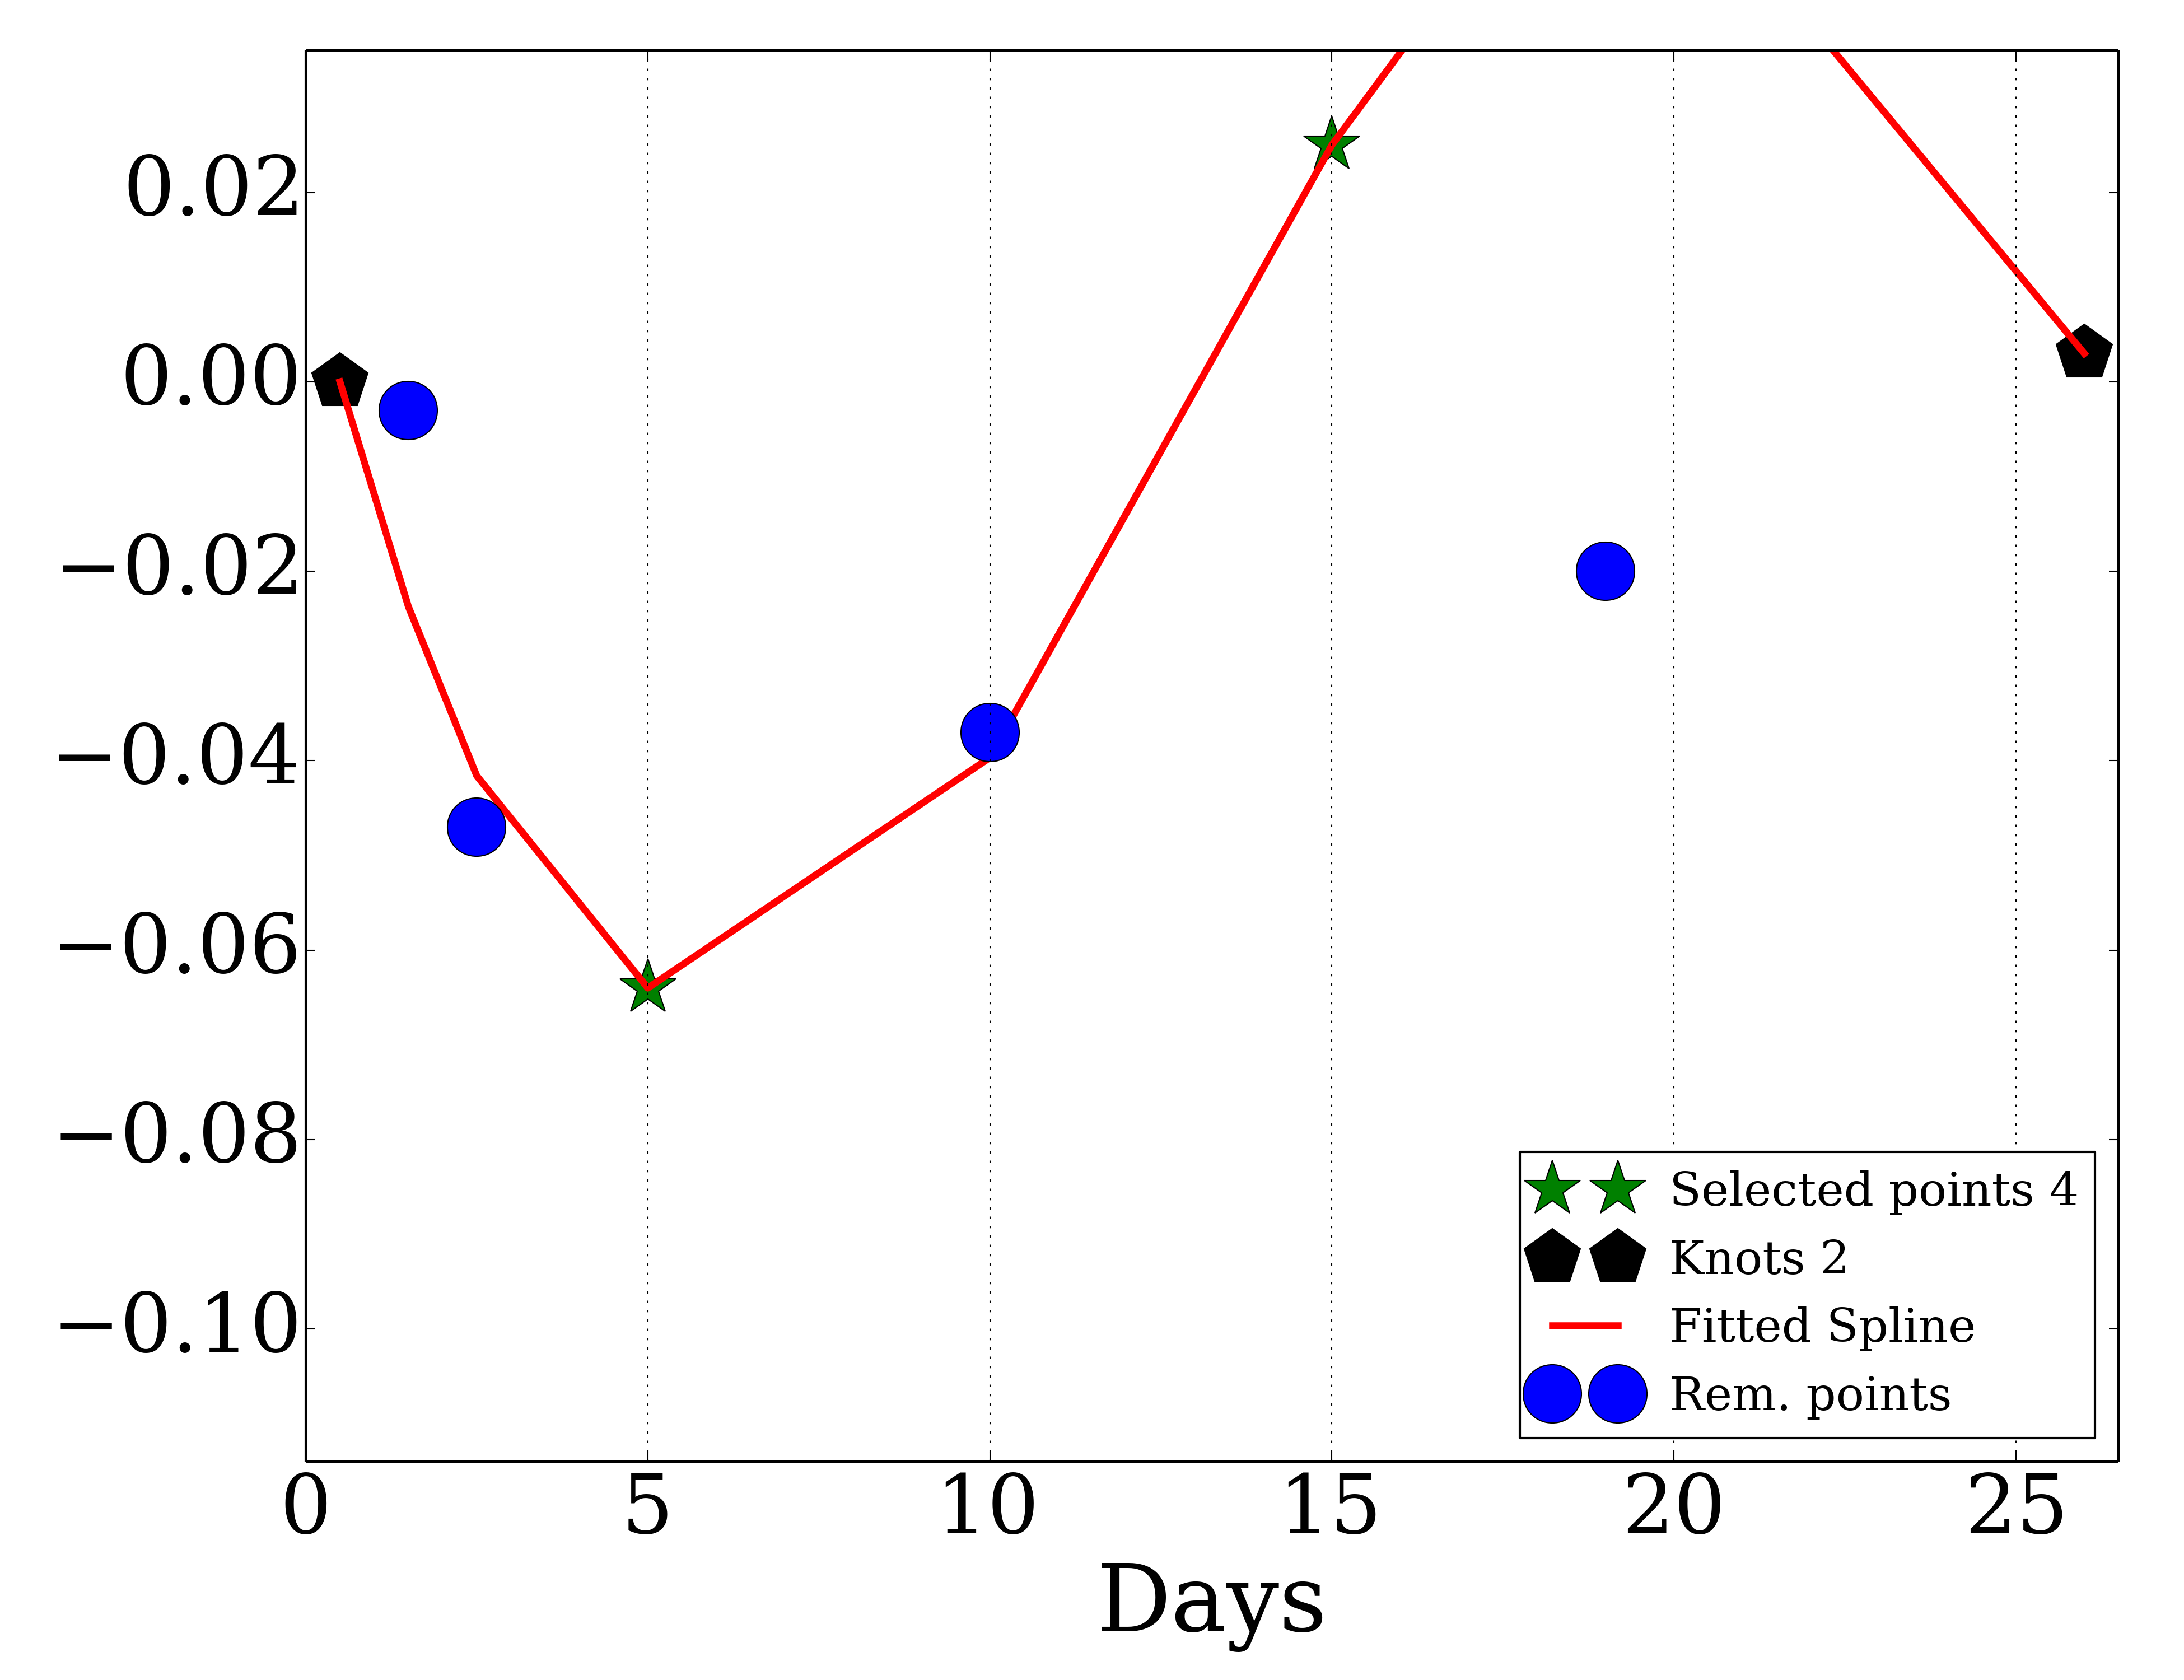 0.02
0.00
−0.02
−0.04
−0.06
−0.08
−0.10
Selected points 4
Knots 2
Fitted Spline
Rem. points
0 5 10 15 20 25
Days